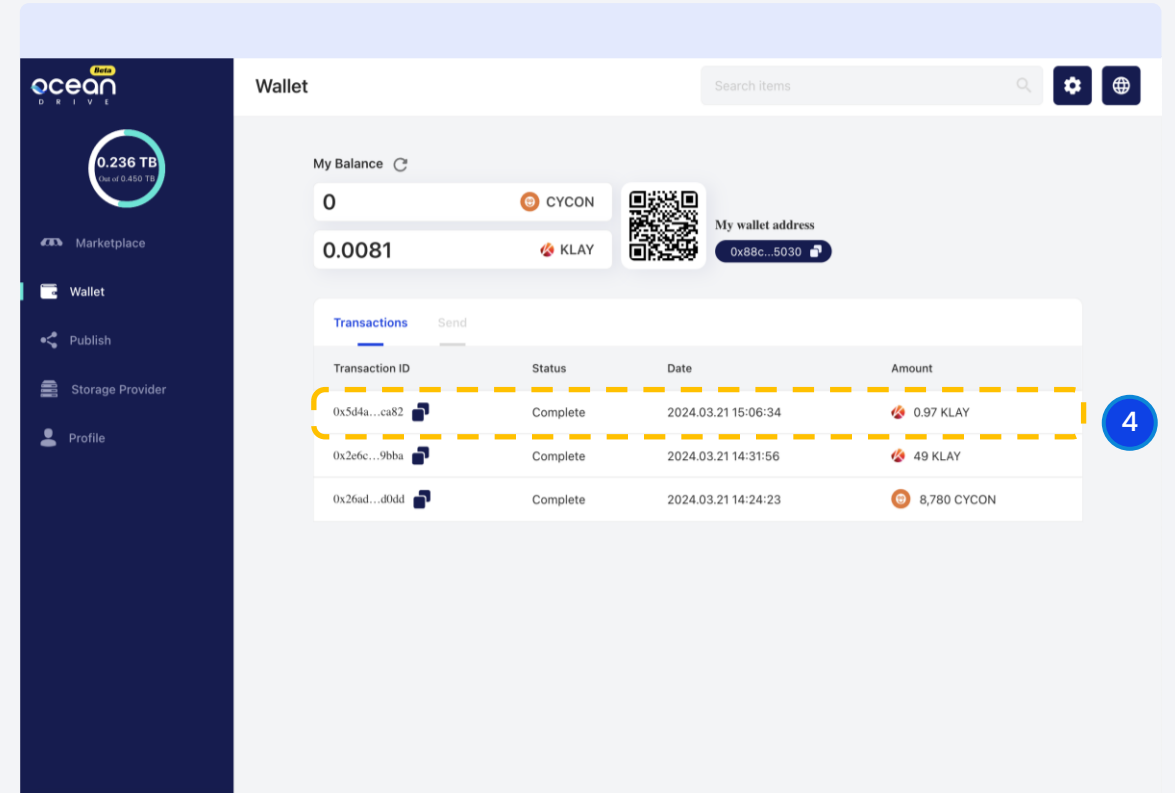 Beta
ocean
DRIVE
0.236 TB
Out of 0.450 TB
Marketplace
Wallet
Publish
Storage Provider
Profile
Wallet
Search items
My Balance
0 CYCON
0.0081 KLAY
My wallet address
0x88c...5030
Transactions Send
Transaction ID Status Date Amount
0x5d4a...ca82 Complete 2024.03.21 15:06:34 0.97 KLAY
0x2e6c...9bba Complete 2024.03.21 14:31:56 49 KLAY
0x26ad...d0dd Complete 2024.03.21 14:24:23 8,780 CYCON
4